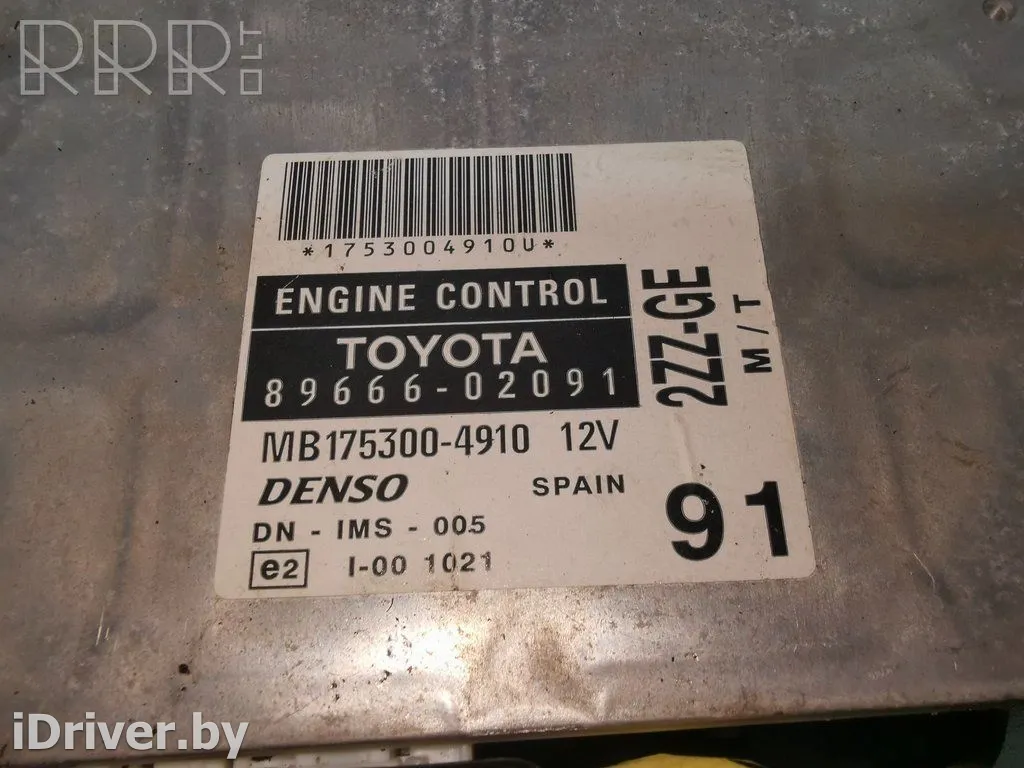 RRR.LT
*1753004910U*
ENGINE CONTROL
TOYOTA
89666-02091
MB175300-4910 12V
DENSO SPAIN
DN - IMS - 005
e2 I-00 1021
2ZZ-GE
M/T
91
iDriver.by